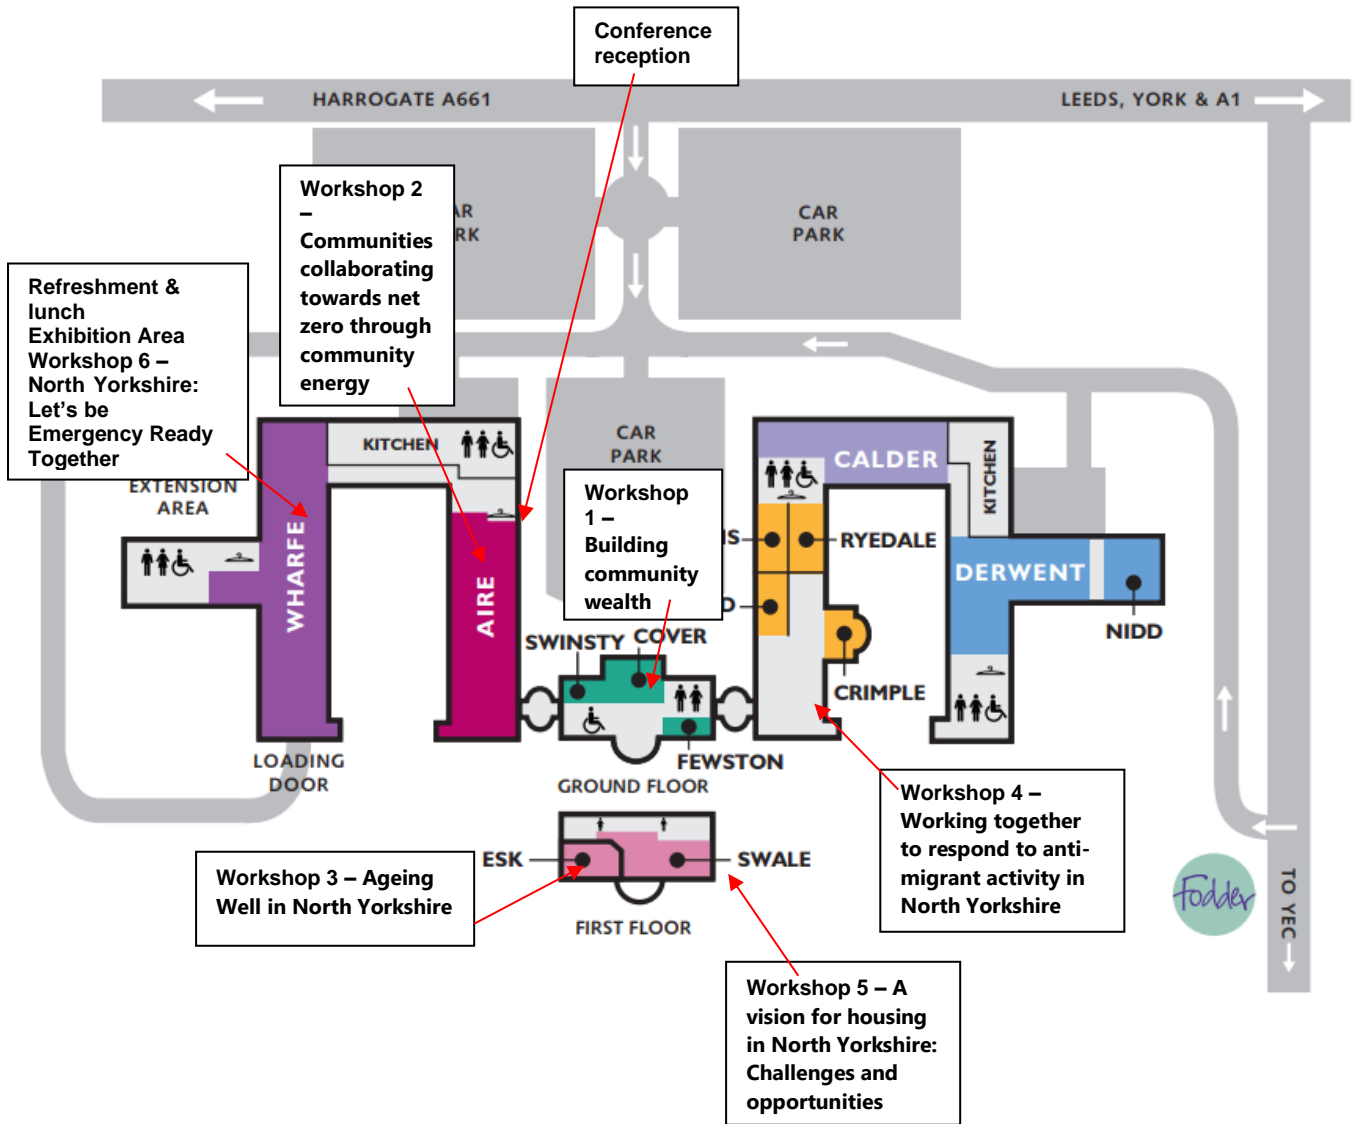 Conference
reception
HARROGATE A661
LEEDS, YORK & A1
Workshop 2
–
Communities
collaborating
towards net
zero through
community
energy
AR
RK
CAR
PARK
Refreshment &
lunch
Exhibition Area
Workshop 6 –
North Yorkshire:
Let's be
Emergency Ready
Together
EXTENSION
AREA
KITCHEN
CAR
PARK
CALDER
KITCHEN
Workshop
1 –
Building
community
wealth
WHARFE
AIRE
IS
RYEDALE
DERWENT
D
NIDD
SWINSTY
COVER
CRIMPLE
FEWSTON
LOADING
DOOR
GROUND FLOOR
Workshop 4 –
Working together
to respond to anti-
migrant activity in
North Yorkshire
ESK
SWALE
Workshop 3 – Ageing
Well in North Yorkshire
FIRST FLOOR
Fodder
TO YEC
Workshop 5 – A
vision for housing
in North Yorkshire:
Challenges and
opportunities